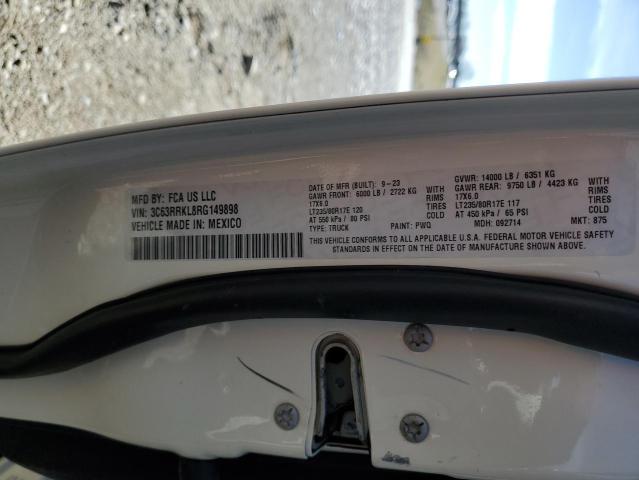 MFD BY: FCA US LLC
VIN: 3C63RRKL8RG149898
VEHICLE MADE IN: MEXICO
DATE OF MFR (BUILT): 9-23 GVWR: 14000 LB / 6351 KG
GAWR FRONT: 6000 LB / 2722 KG WITH GAWR REAR: 9750 LB / 4423 KG WITH
17X6.0 RIMS 17X6.0 RIMS
LT235/80R17E 120 TIRES LT235/80R17E 117 TIRES
AT 550 kPa / 80 PSI COLD AT 450 kPa / 65 PSI COLD
TYPE: TRUCK PAINT: PWQ MDH: 092714 MKT: 875
THIS VEHICLE CONFORMS TO ALL APPLICABLE U.S.A. FEDERAL MOTOR VEHICLE SAFETY
STANDARDS IN EFFECT ON THE DATE OF MANUFACTURE SHOWN ABOVE.